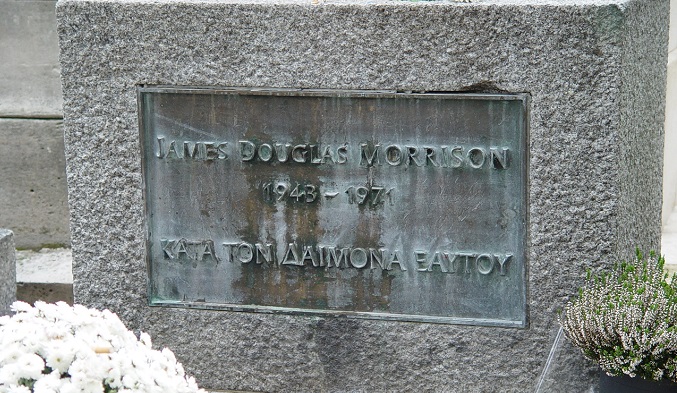 JAMES DOUGLAS MORRISON
1943 - 1971
ΚΑΤΑ ΤΟΝ ΔΑΙΜΟΝΑ ΕΑΥΤΟΥ